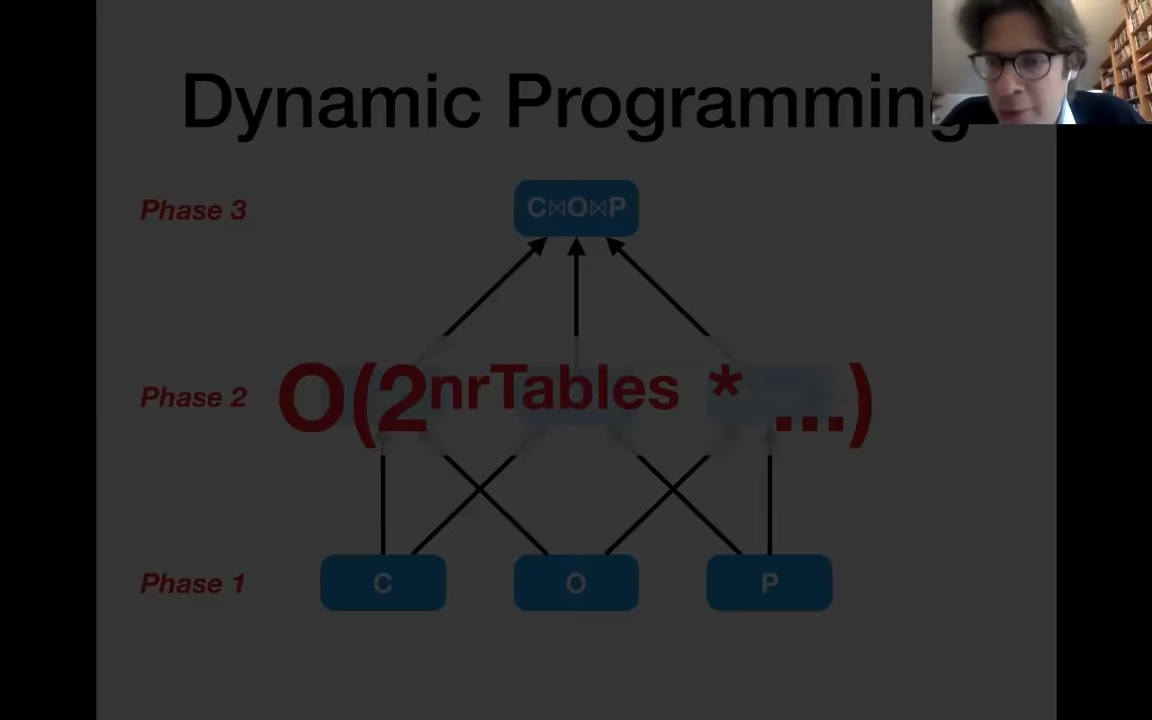 Dynamic Programming
Phase 3
C⋈O⋈P
Phase 2
O(2nrTables * ...)
Phase 1
C
O
P